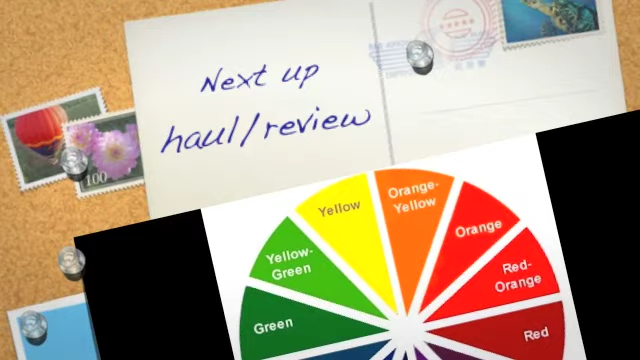 Next up
haul/review
100
Yellow
Orange-
Yellow
Orange
Yellow-
Green
Red-
Orange
Green
Red